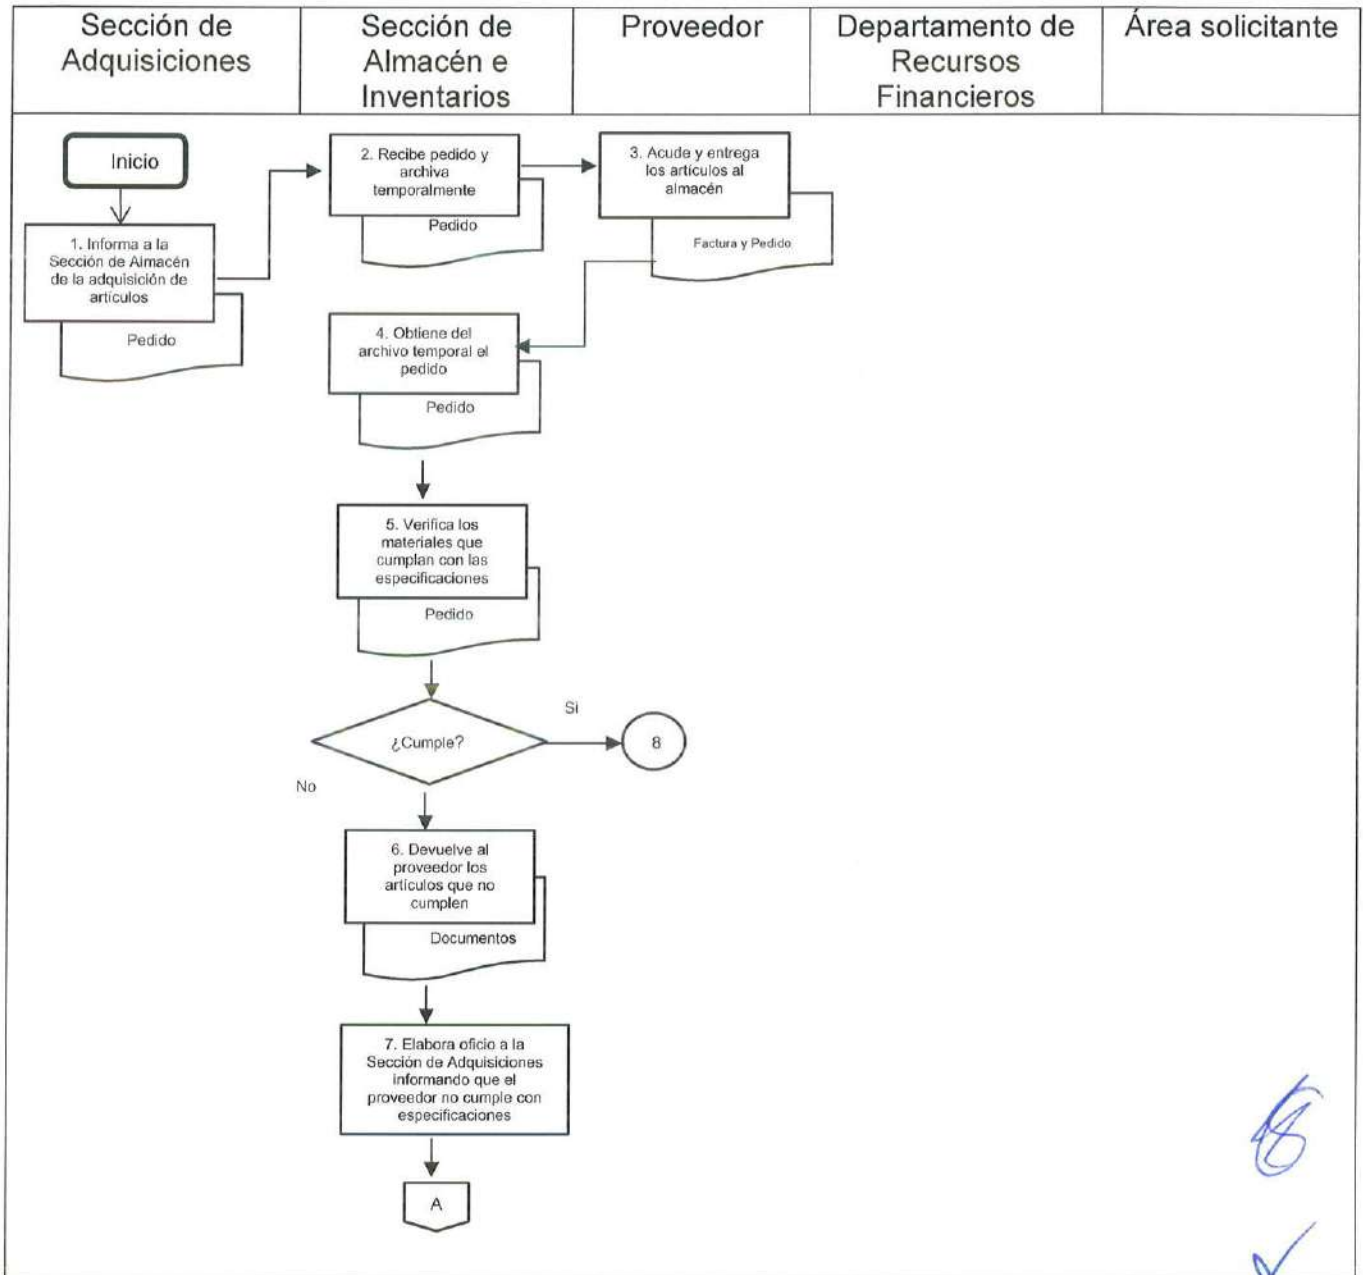 Sección de
Adquisiciones
Sección de
Almacén e
Inventarios
Proveedor
Departamento de
Recursos
Financieros
Área solicitante
Inicio
1. Informa a la
Sección de Almacén
de la adquisición de
artículos
Pedido
2. Recibe pedido y
archiva
temporalmente
Pedido
3. Acude y entrega
los artículos al
almacén
Factura y Pedido
4. Obtiene del
archivo temporal el
pedido
Pedido
5. Verifica los
materiales que
cumplan con las
especificaciones
Pedido
¿Cumple?
Si
8
No
6. Devuelve al
proveedor los
artículos que no
cumplen
Documentos
7. Elabora oficio a la
Sección de Adquisiciones
informando que el
proveedor no cumple con
especificaciones
A